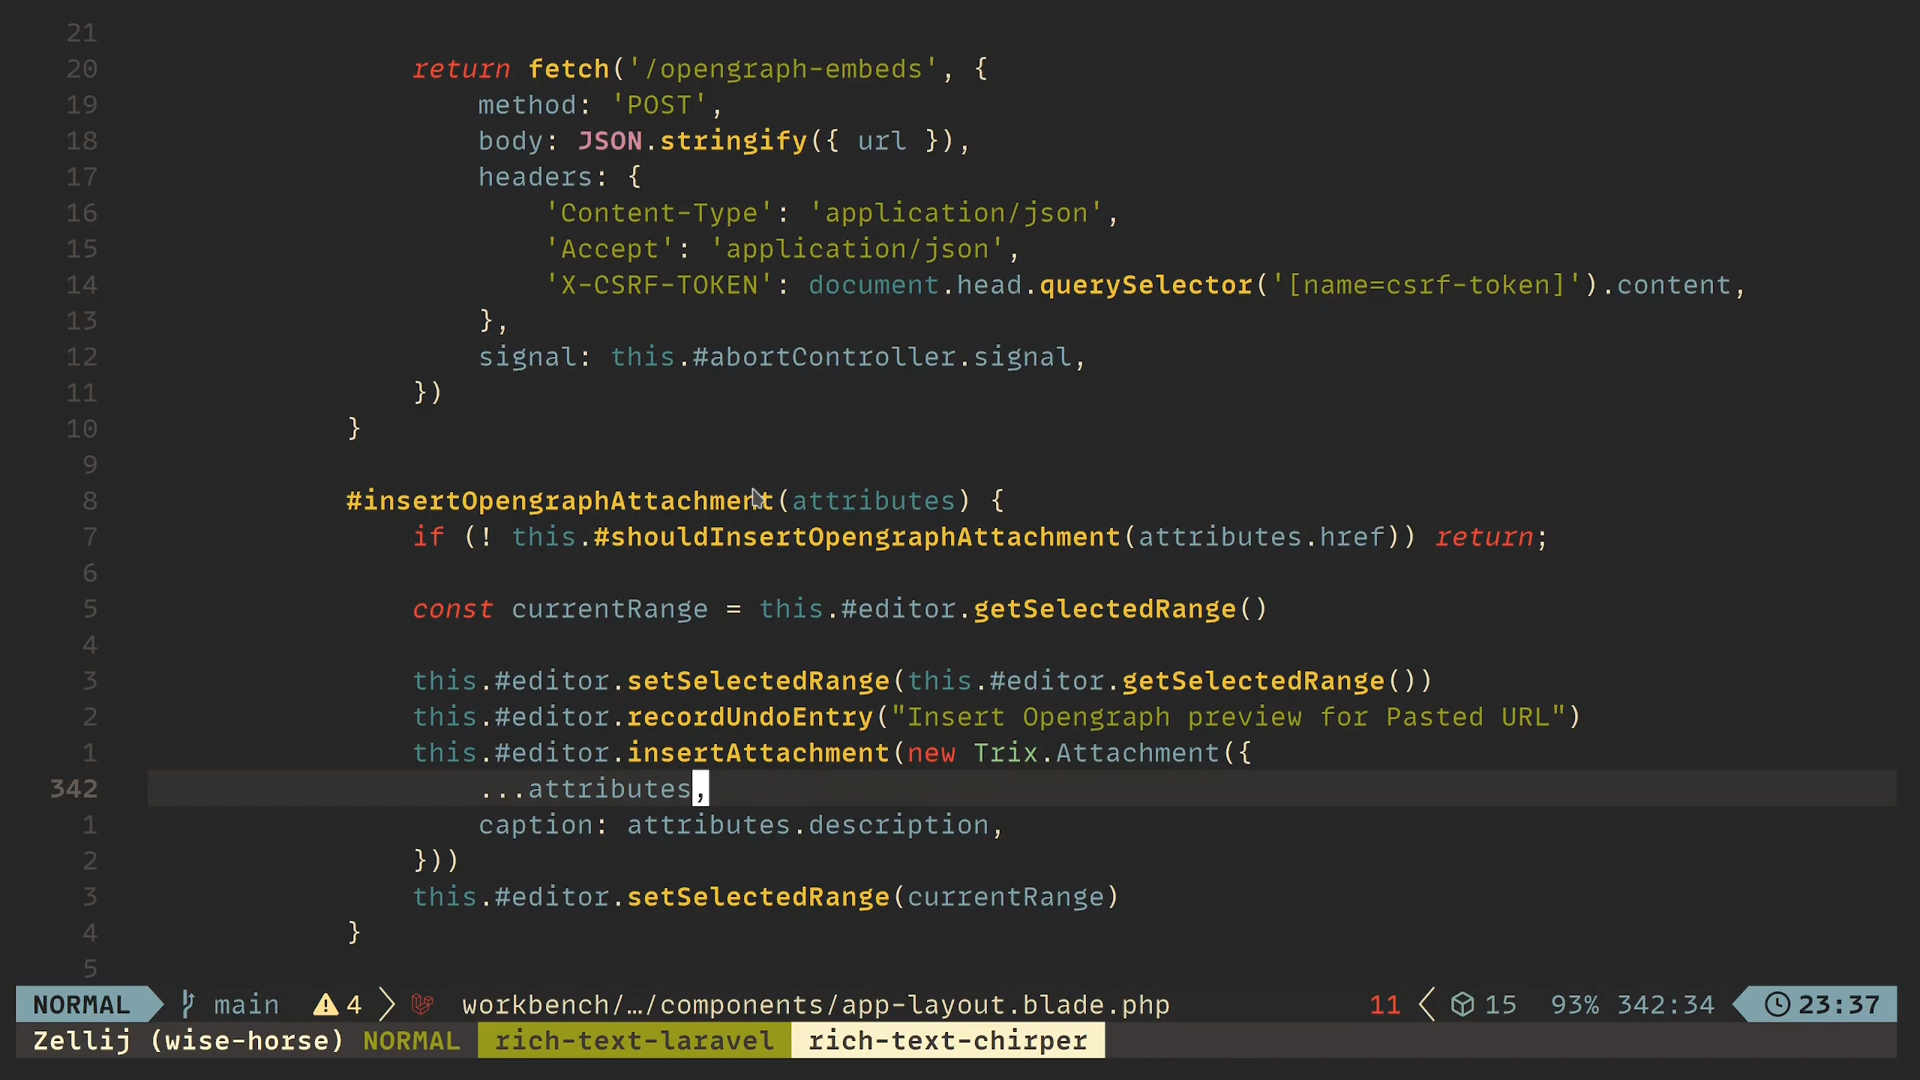 21
20 return fetch('/opengraph-embeds', {
19 method: 'POST',
18 body: JSON.stringify({ url }),
17 headers: {
16 'Content-Type': 'application/json',
15 'Accept': 'application/json',
14 'X-CSRF-TOKEN': document.head.querySelector('[name=csrf-token]').content,
13 },
12 signal: this.#abortController.signal,
11 })
10 }
9
8 #insertOpengraphAttachment(attributes) {
7 if (! this.#shouldInsertOpengraphAttachment(attributes.href)) return;
6
5 const currentRange = this.#editor.getSelectedRange()
4
3 this.#editor.setSelectedRange(this.#editor.getSelectedRange())
2 this.#editor.recordUndoEntry("Insert Opengraph preview for Pasted URL")
1 this.#editor.insertAttachment(new Trix.Attachment({
342 ...attributes,
1 caption: attributes.description,
2 }))
3 this.#editor.setSelectedRange(currentRange)
4 }
5
NORMAL main 4 workbench/…/components/app-layout.blade.php 11 15 93% 342:34 23:37
Zellij (wise-horse) NORMAL rich-text-laravel rich-text-chirper